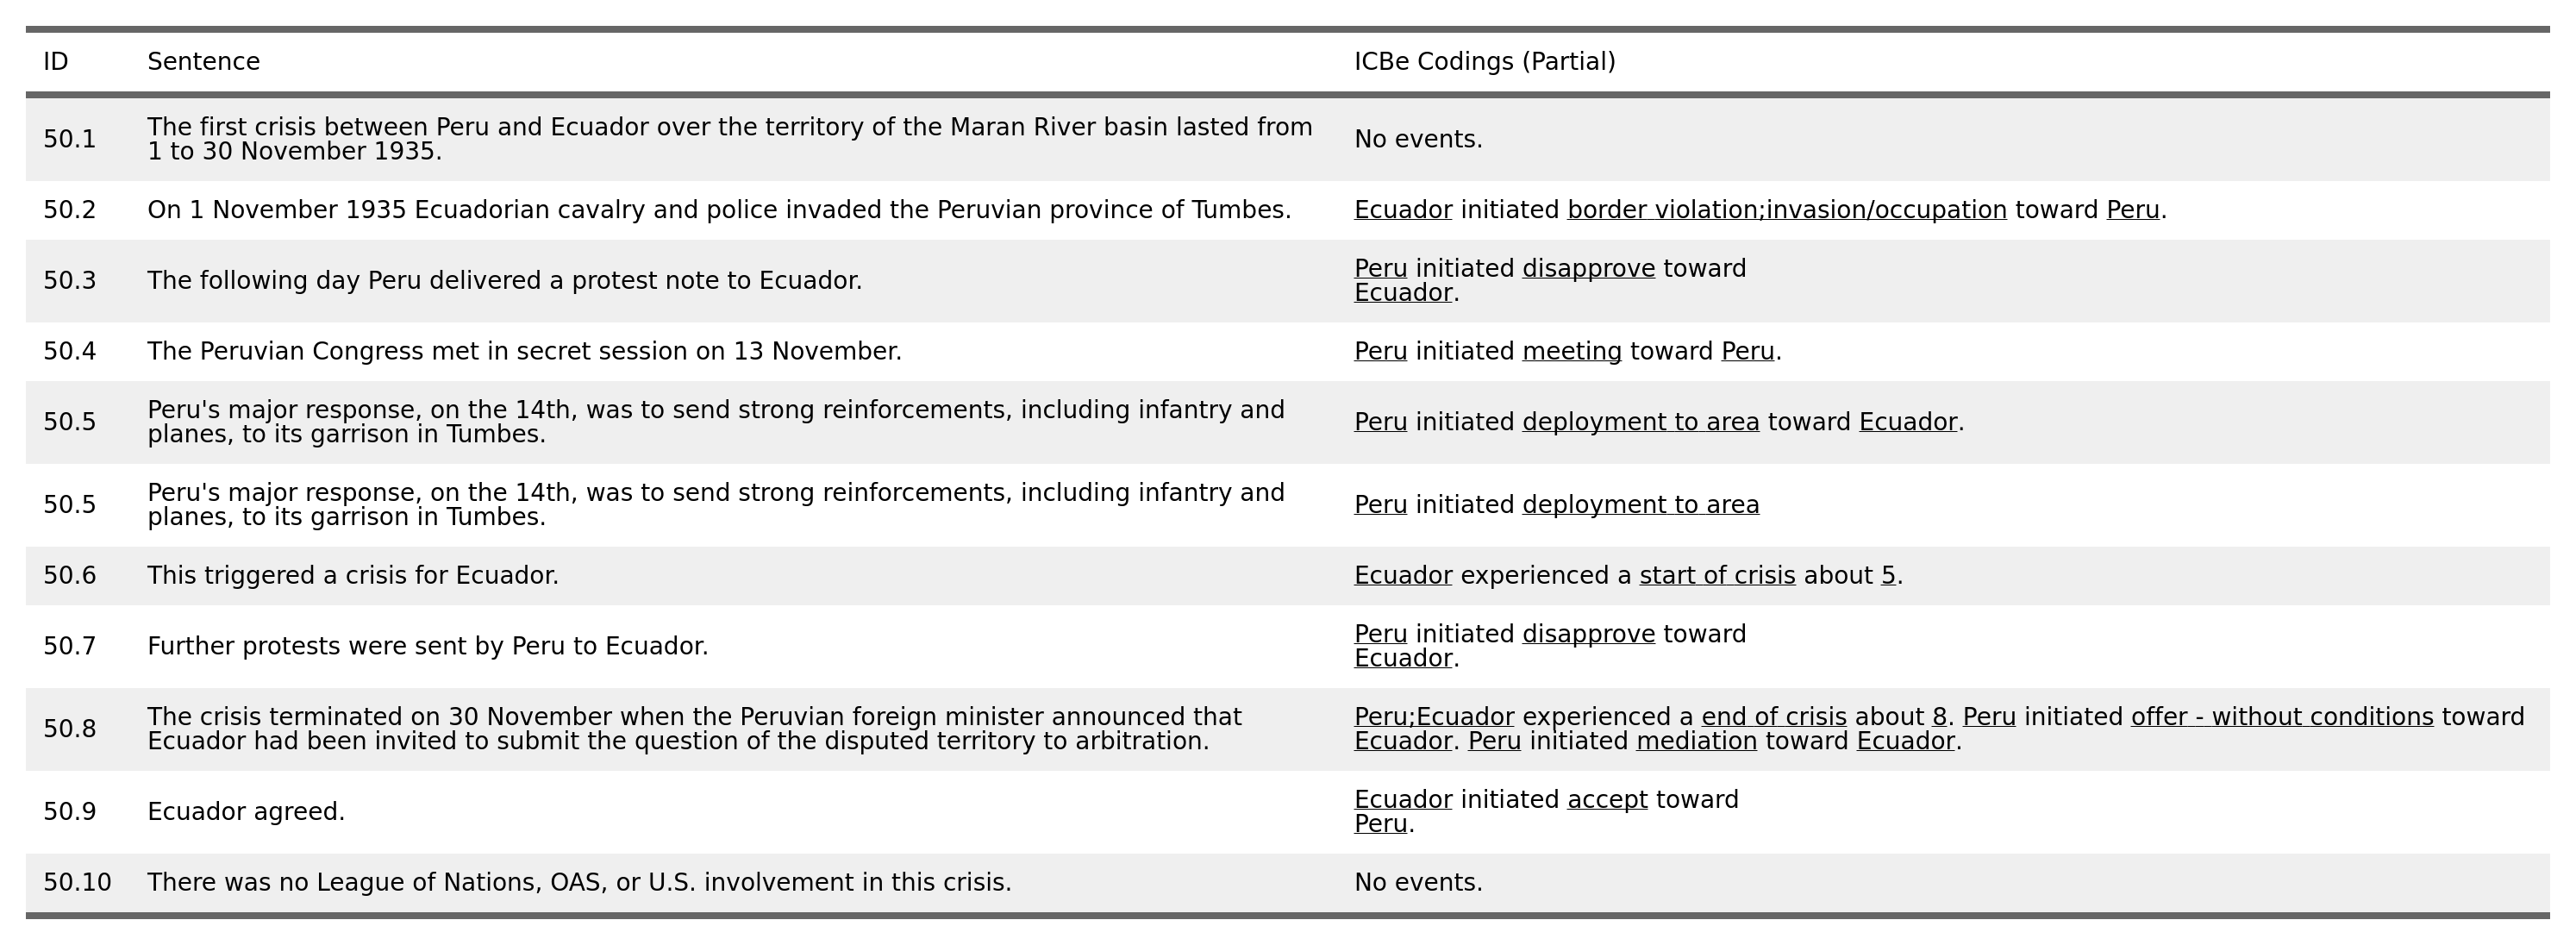 ID Sentence ICBe Codings (Partial)
50.1 The first crisis between Peru and Ecuador over the territory of the Maran River basin lasted from
1 to 30 November 1935. No events.
50.2 On 1 November 1935 Ecuadorian cavalry and police invaded the Peruvian province of Tumbes. Ecuador initiated border violation;invasion/occupation toward Peru.
50.3 The following day Peru delivered a protest note to Ecuador. Peru initiated disapprove toward
Ecuador.
50.4 The Peruvian Congress met in secret session on 13 November. Peru initiated meeting toward Peru.
50.5 Peru's major response, on the 14th, was to send strong reinforcements, including infantry and
planes, to its garrison in Tumbes. Peru initiated deployment to area toward Ecuador.
50.5 Peru's major response, on the 14th, was to send strong reinforcements, including infantry and
planes, to its garrison in Tumbes. Peru initiated deployment to area
50.6 This triggered a crisis for Ecuador. Ecuador experienced a start of crisis about 5.
50.7 Further protests were sent by Peru to Ecuador. Peru initiated disapprove toward
Ecuador.
50.8 The crisis terminated on 30 November when the Peruvian foreign minister announced that
Ecuador had been invited to submit the question of the disputed territory to arbitration. Peru;Ecuador experienced a end of crisis about 8. Peru initiated offer - without conditions toward
Ecuador. Peru initiated mediation toward Ecuador.
50.9 Ecuador agreed. Ecuador initiated accept toward
Peru.
50.10 There was no League of Nations, OAS, or U.S. involvement in this crisis. No events.